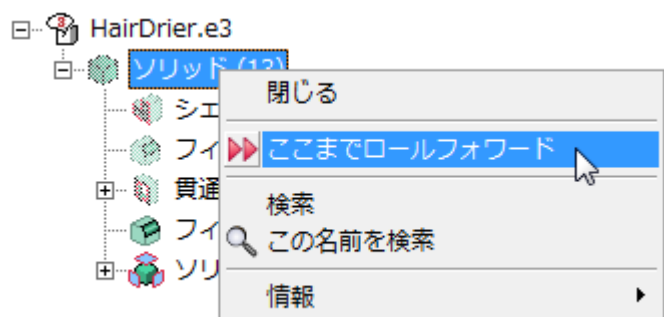 HairDrier.e3
ソリッド (13)
シェ
フィ
貫通
フィ
ソリ
閉じる
ここまでロールフォワード
検索
この名前を検索
情報